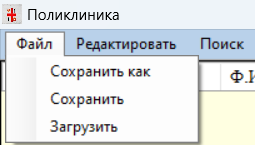 Поликлиника
Файл Редактировать Поиск
Сохранить как
Сохранить
Загрузить